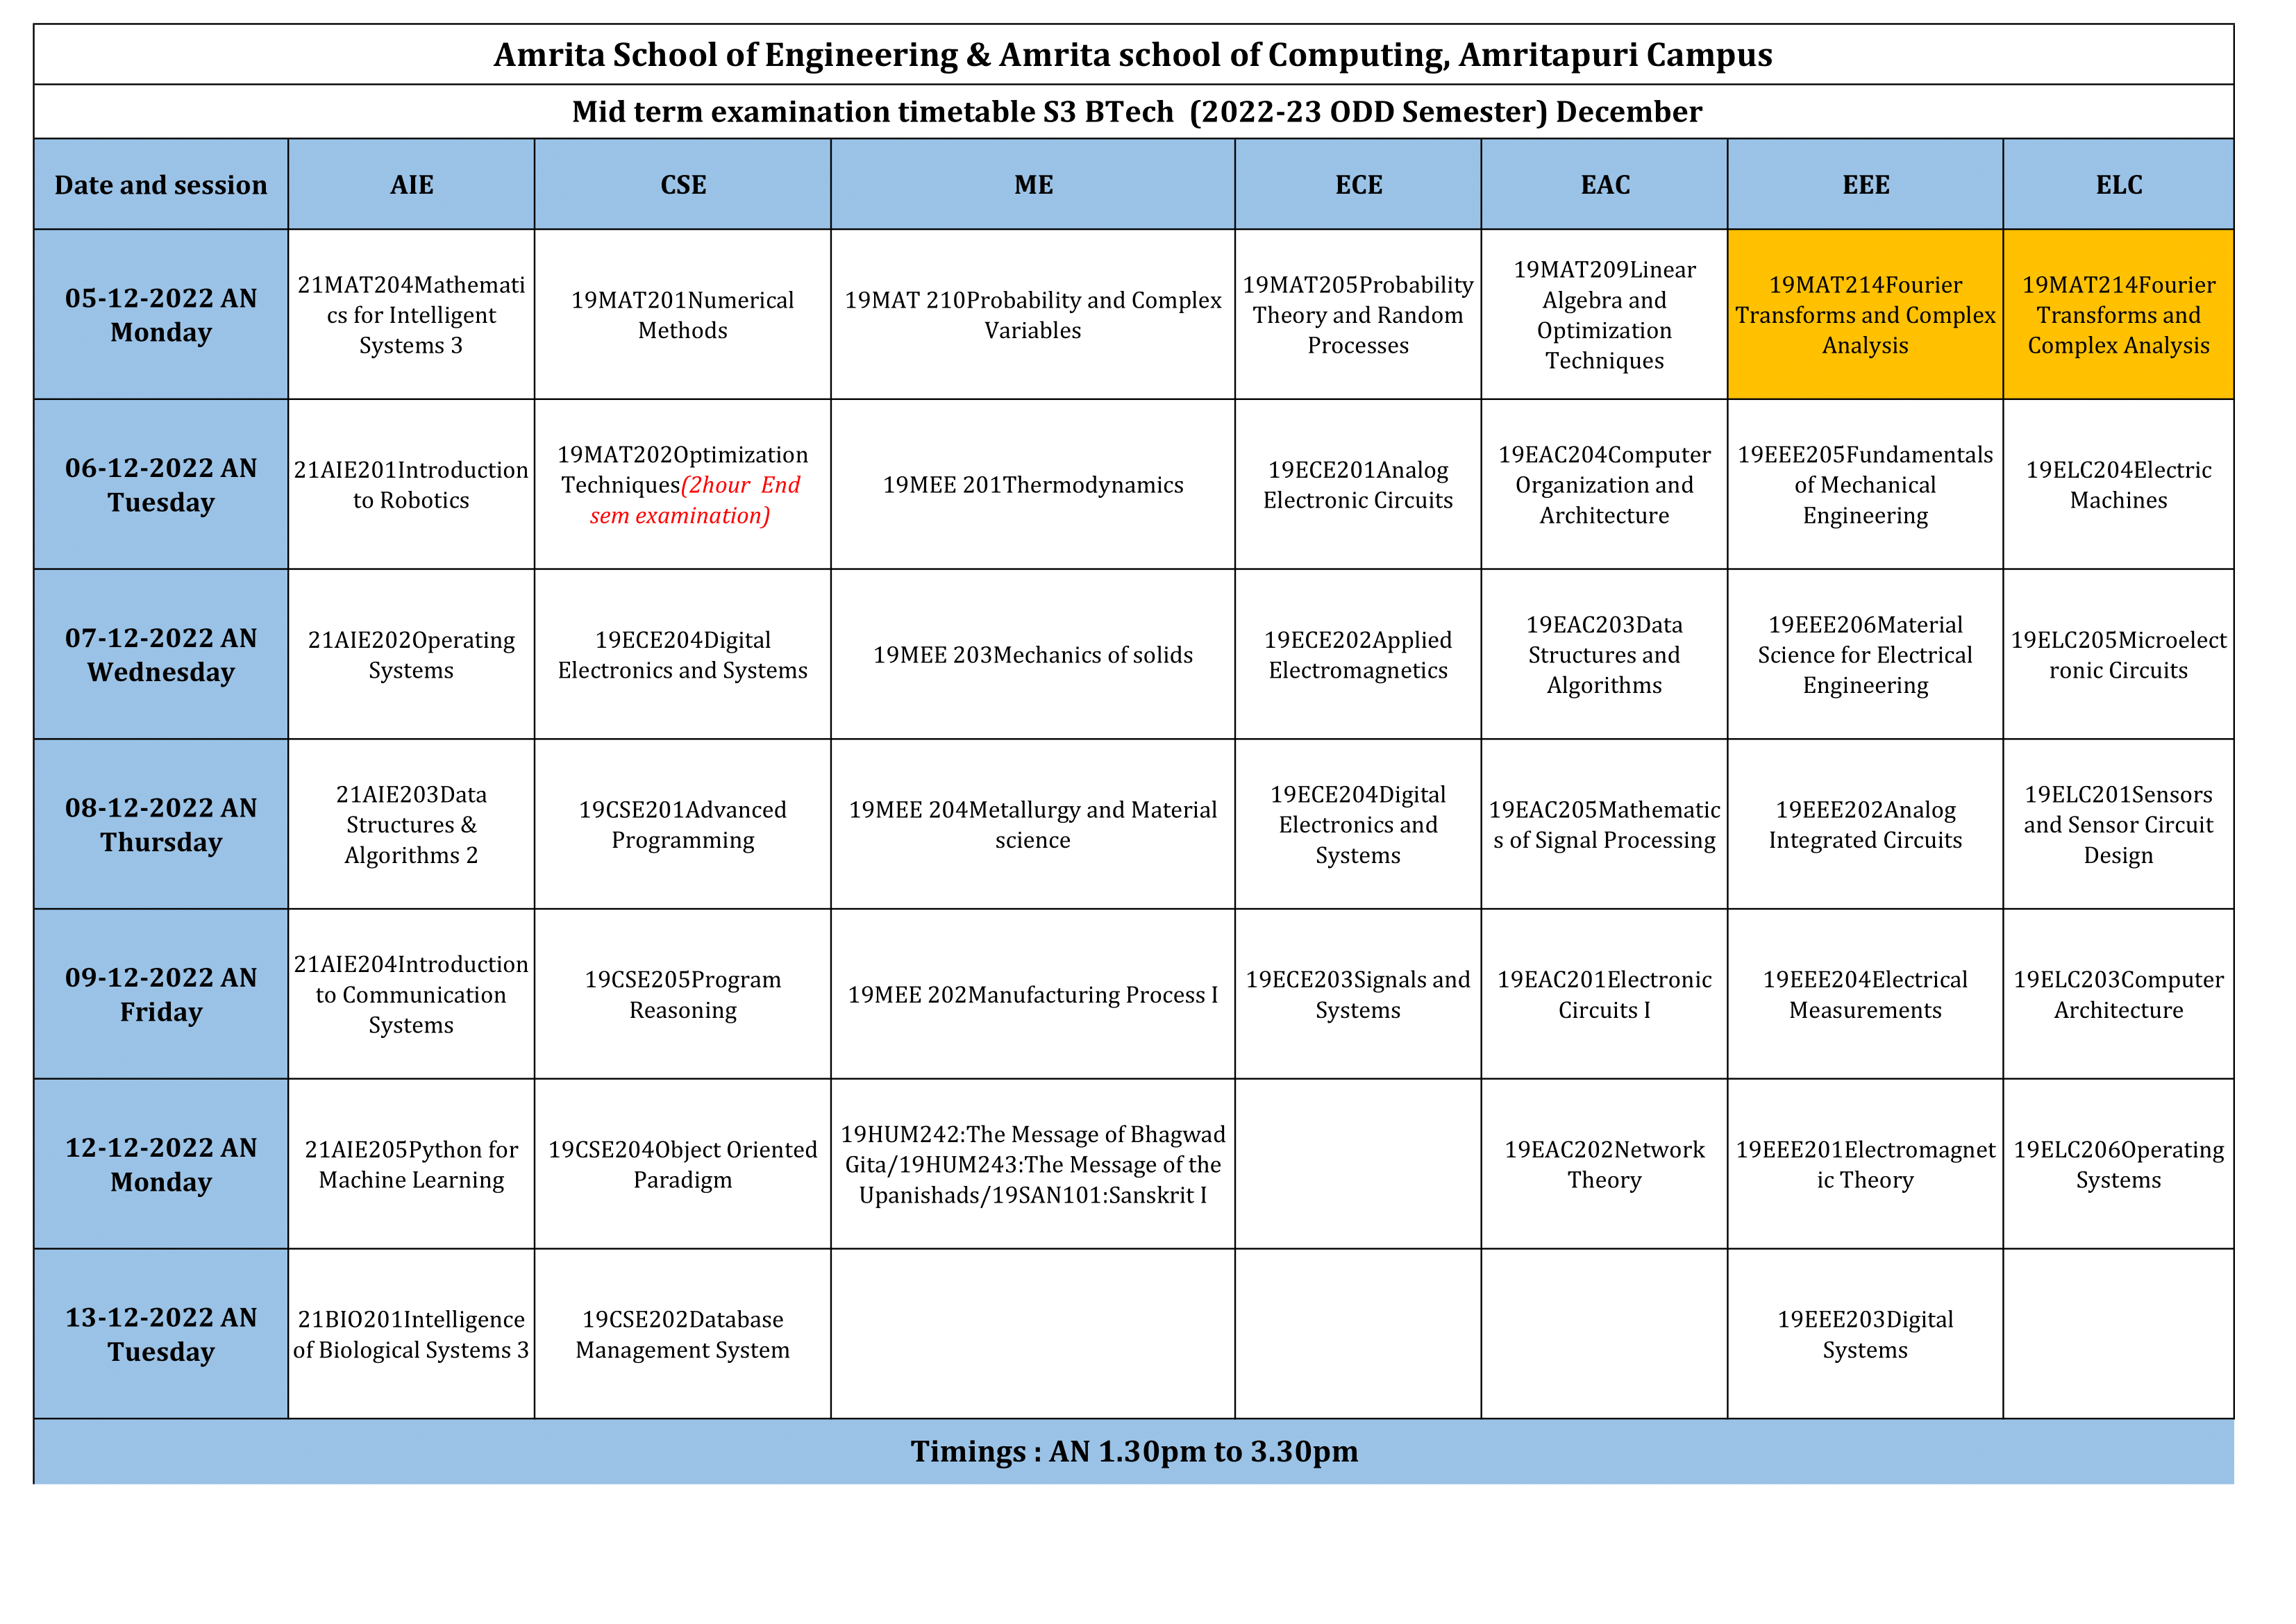 Amrita School of Engineering & Amrita school of Computing, Amritapuri Campus
Mid term examination timetable S3 BTech  (2022-23 ODD Semester) December
Date and session
AIE
CSE
ME
ECE
EAC
EEE
ELC
05-12-2022 AN
Monday
21MAT204Mathemati
cs for Intelligent
Systems 3
19MAT201Numerical
Methods
19MAT 210Probability and Complex
Variables
19MAT205Probability
Theory and Random
Processes
19MAT209Linear
Algebra and
Optimization
Techniques
19MAT214Fourier
Transforms and Complex
Analysis
19MAT214Fourier
Transforms and
Complex Analysis
06-12-2022 AN
Tuesday
21AIE201Introduction
to Robotics
19MAT202Optimization
Techniques(2hour  End
sem examination)
19MEE 201Thermodynamics
19ECE201Analog
Electronic Circuits
19EAC204Computer
Organization and
Architecture
19EEE205Fundamentals
of Mechanical
Engineering
19ELC204Electric
Machines
07-12-2022 AN
Wednesday
21AIE202Operating
Systems
19ECE204Digital
Electronics and Systems
19MEE 203Mechanics of solids
19ECE202Applied
Electromagnetics
19EAC203Data
Structures and
Algorithms
19EEE206Material
Science for Electrical
Engineering
19ELC205Microelect
ronic Circuits
08-12-2022 AN
Thursday
21AIE203Data
Structures &
Algorithms 2
19CSE201Advanced
Programming
19MEE 204Metallurgy and Material
science
19ECE204Digital
Electronics and
Systems
19EAC205Mathematic
s of Signal Processing
19EEE202Analog
Integrated Circuits
19ELC201Sensors
and Sensor Circuit
Design
09-12-2022 AN
Friday
21AIE204Introduction
to Communication
Systems
19CSE205Program
Reasoning
19MEE 202Manufacturing Process I
19ECE203Signals and
Systems
19EAC201Electronic
Circuits I
19EEE204Electrical
Measurements
19ELC203Computer
Architecture
12-12-2022 AN
Monday
21AIE205Python for
Machine Learning
19CSE204Object Oriented
Paradigm
19HUM242:The Message of Bhagwad
Gita/19HUM243:The Message of the
Upanishads/19SAN101:Sanskrit I
19EAC202Network
Theory
19EEE201Electromagnet
ic Theory
19ELC206Operating
Systems
13-12-2022 AN
Tuesday
21BIO201Intelligence
of Biological Systems 3
19CSE202Database
Management System
19EEE203Digital
Systems
Timings : AN 1.30pm to 3.30pm